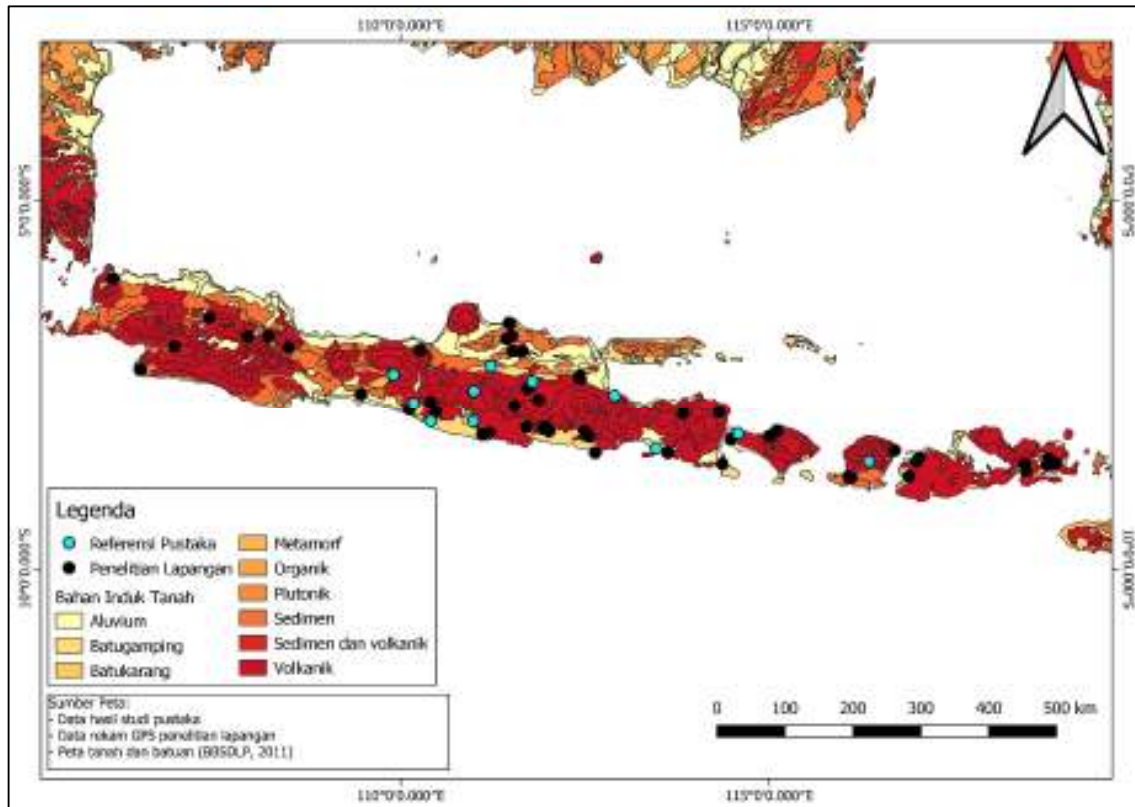 110°0'0.000"E 115°0'0.000"E
5°0'0.000"S 5°0'0.000"S
10°0'0.000"S 10°0'0.000"S
Legenda
Referensi Pustaka
Penelitian Lapangan
Bahan Induk Tanah
Aluvium
Batugamping
Batukarang
Metamorf
Organik
Plutonik
Sedimen
Sedimen dan volkanik
Volkanik
Sumber Peta:
- Data hasil studi pustaka
- Data rekam GPS penelitian lapangan
- Peta tanah dan batuan (BBSDLP, 2011)
0 100 200 300 400 500 km
110°0'0.000"E 115°0'0.000"E